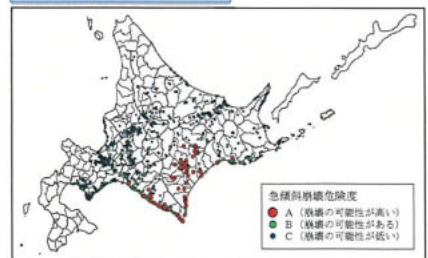 急傾斜崩壊危険度
A（崩壊の可能性が高い）
B（崩壊の可能性がある）
C（崩壊の可能性が低い）